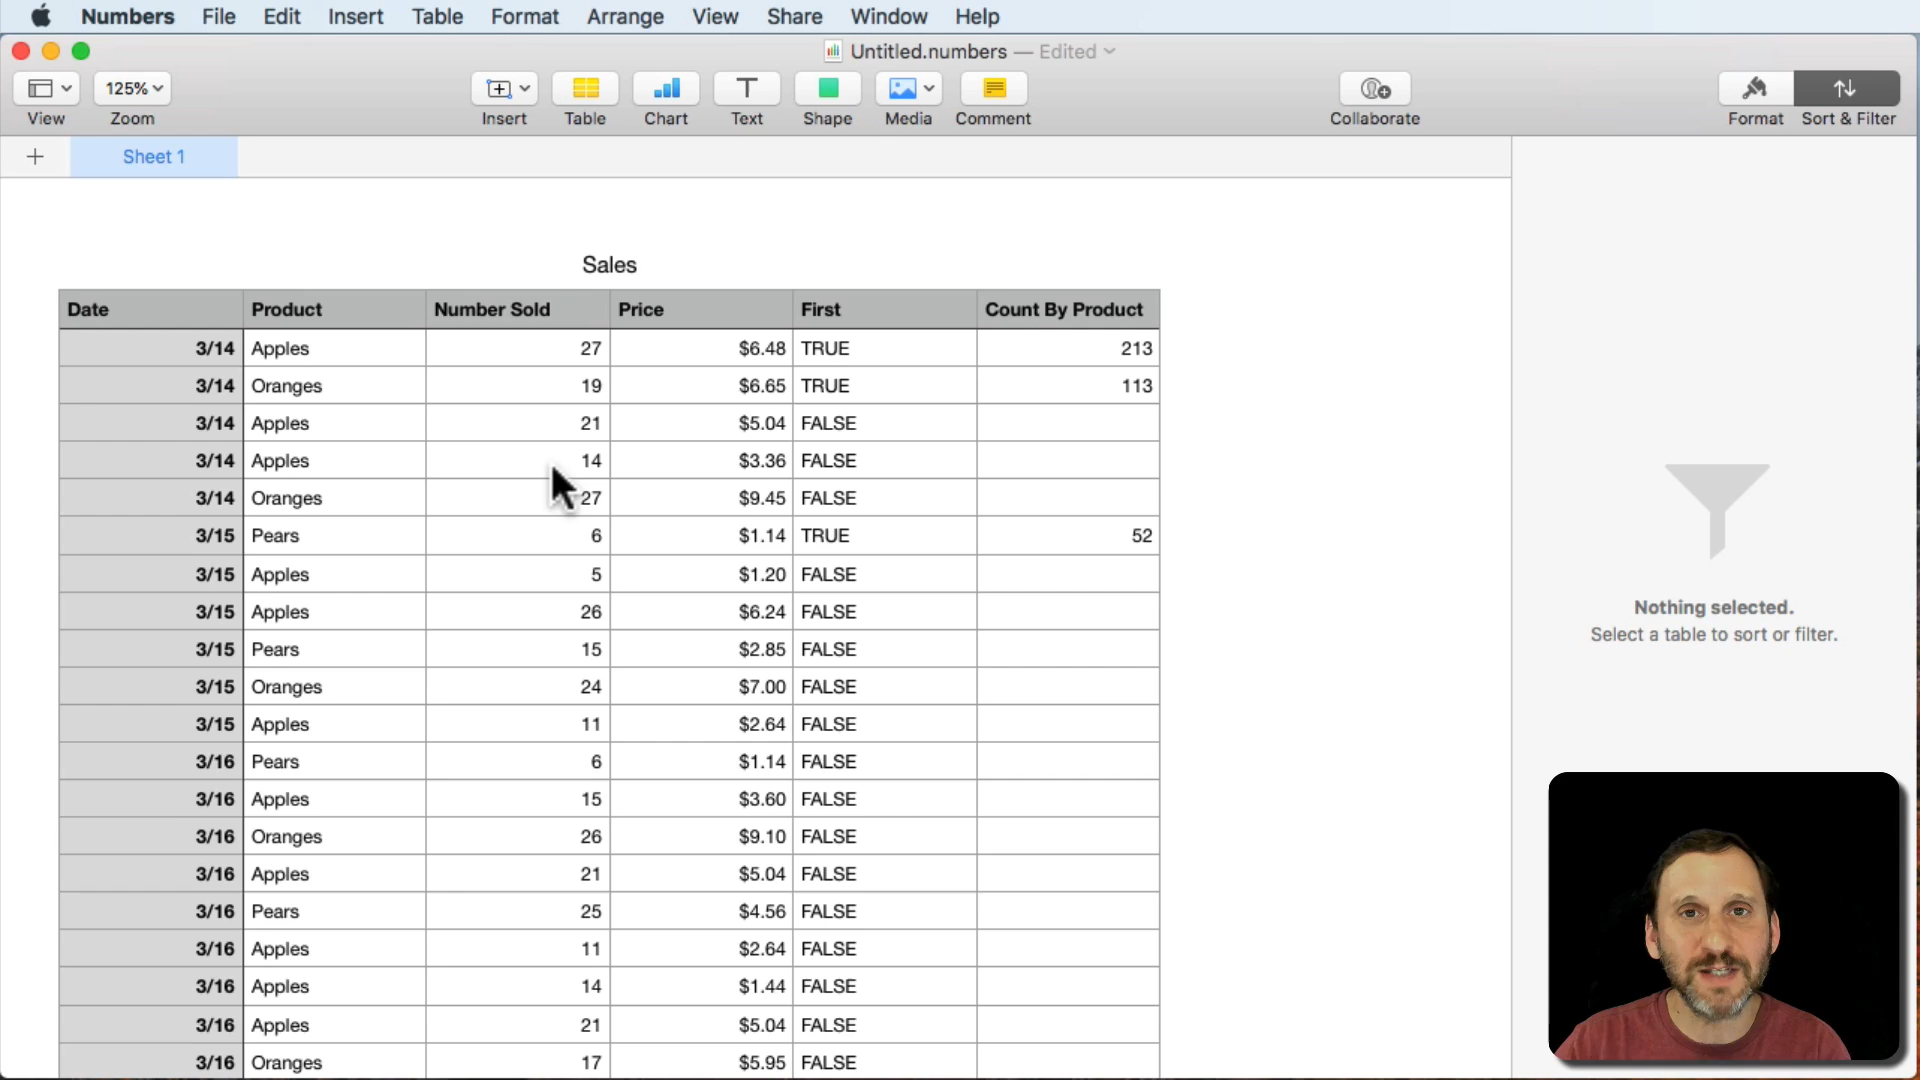 Numbers File Edit Insert Table Format Arrange View Share Window Help
Untitled.numbers — Edited
125%
View Zoom Insert Table Chart Text Shape Media Comment Collaborate Format Sort & Filter
Sheet 1
Sales
Date Product Number Sold Price First Count By Product
3/14 Apples 27 $6.48 TRUE 213
3/14 Oranges 19 $6.65 TRUE 113
3/14 Apples 21 $5.04 FALSE
3/14 Apples 14 $3.36 FALSE
3/14 Oranges 27 $9.45 FALSE
3/15 Pears 6 $1.14 TRUE 52
3/15 Apples 5 $1.20 FALSE
3/15 Apples 26 $6.24 FALSE
3/15 Pears 15 $2.85 FALSE
3/15 Oranges 24 $7.00 FALSE
3/15 Apples 11 $2.64 FALSE
3/16 Pears 6 $1.14 FALSE
3/16 Apples 15 $3.60 FALSE
3/16 Oranges 26 $9.10 FALSE
3/16 Apples 21 $5.04 FALSE
3/16 Pears 25 $4.56 FALSE
3/16 Apples 11 $2.64 FALSE
3/16 Apples 14 $1.44 FALSE
3/16 Apples 21 $5.04 FALSE
3/16 Oranges 17 $5.95 FALSE
Nothing selected.
Select a table to sort or filter.